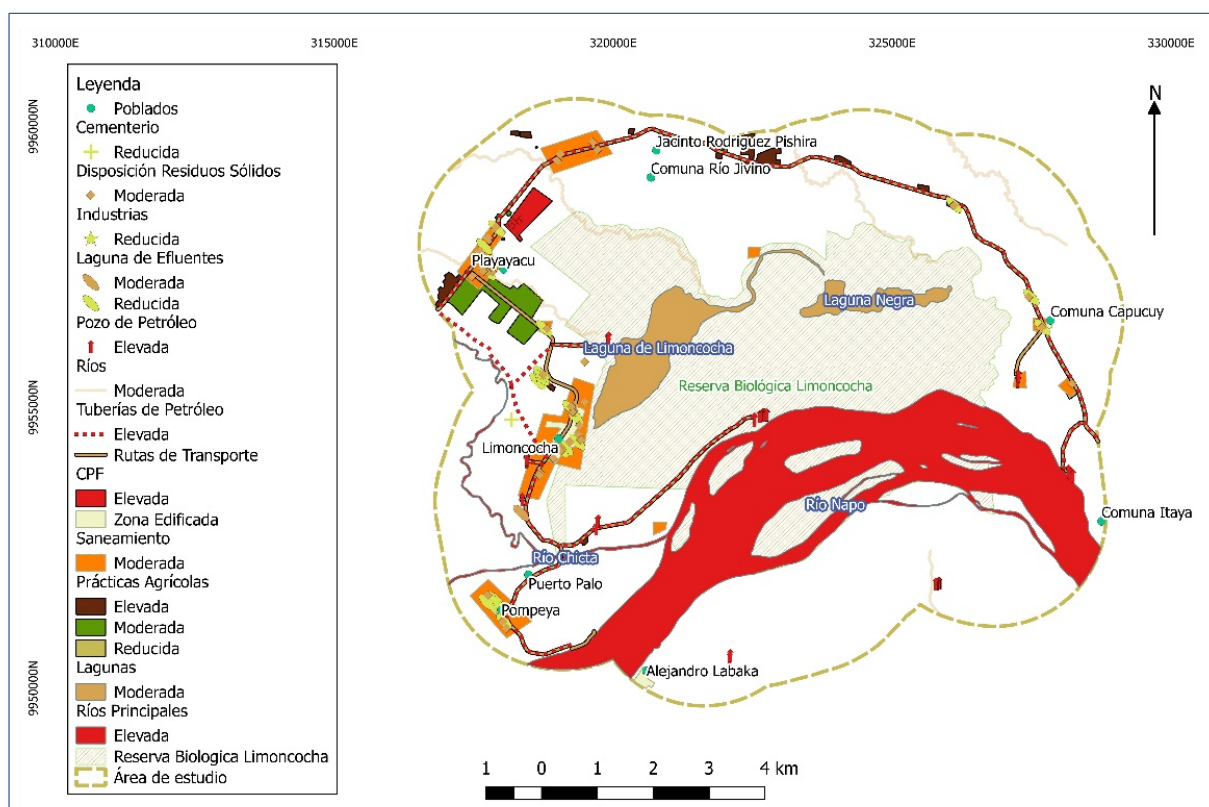 310000E
315000E
320000E
325000E
330000E
9960000N
9955000N
9950000N
Leyenda
Poblados
Cementerio
Reducida
Disposición Residuos Sólidos
Moderada
Industrias
Reducida
Laguna de Efluentes
Moderada
Reducida
Pozo de Petróleo
Elevada
Ríos
Moderada
Tuberías de Petróleo
Elevada
Rutas de Transporte
CPF
Elevada
Zona Edificada
Saneamiento
Moderada
Prácticas Agrícolas
Elevada
Moderada
Reducida
Lagunas
Moderada
Ríos Principales
Elevada
Reserva Biologica Limoncocha
Área de estudio
N
Jacinto Rodriguez Pishira
Comuna Río Jivino
Playayacu
Laguna Negra
Comuna Capucuy
Laguna de Limoncocha
Reserva Biológica Limoncocha
Limoncocha
Río Napo
Comuna Itaya
Río Chicta
Puerto Palo
Pompeya
Alejandro Labaka
1 0 1 2 3 4 km